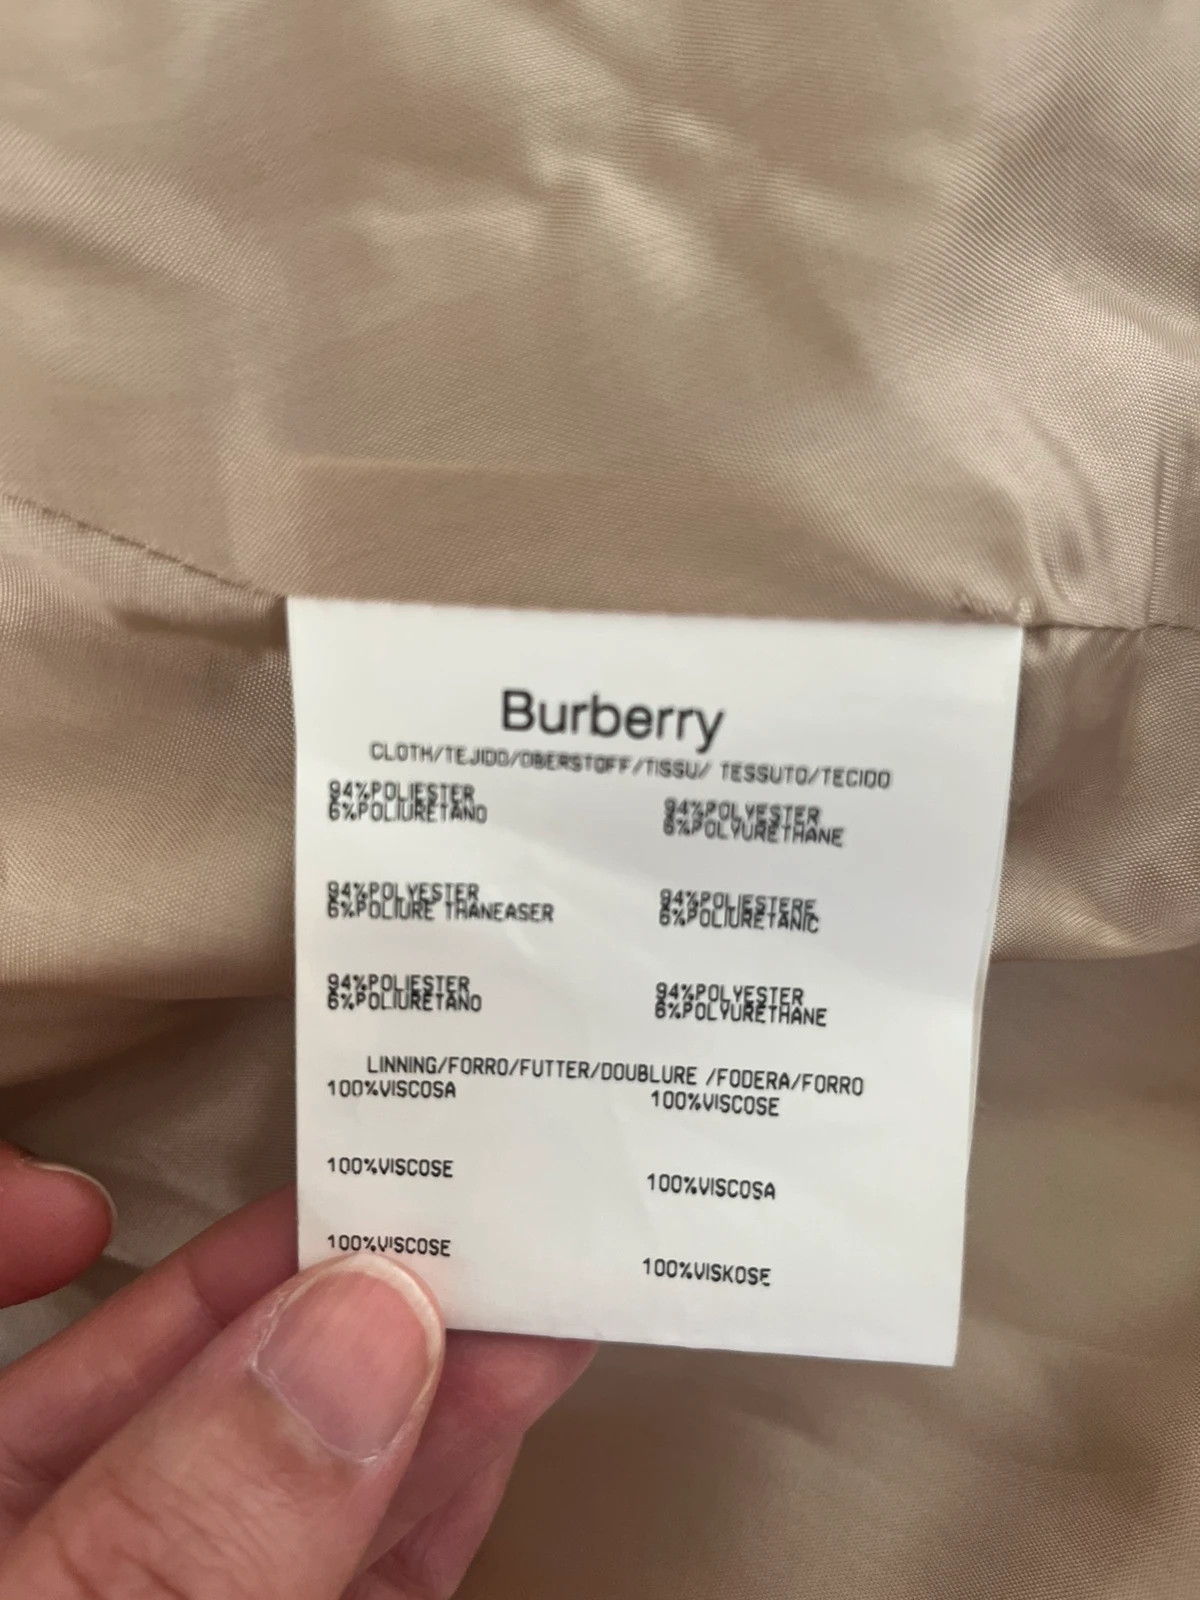 Burberry
CLOTH/TEJIDO/OBERSTOFF/TISSU/ TESSUTO/TECIDO
94%POLIESTER
6%POLIURETANO
94%POLYESTER
6%POLYURETHANE
94%POLYESTER
6%POLIURE THANEASER
94%POLIESTERE
6%POLIURETANIC
94%POLIESTER
6%POLIURETANO
94%POLYESTER
6%POLYURETHANE
LINNING/FORRO/FUTTER/DOUBLURE /FODERA/FORRO
100%VISCOSA
100%VISCOSE
100%VISCOSE
100%VISCOSA
100%VISCOSE
100%VISKOSE